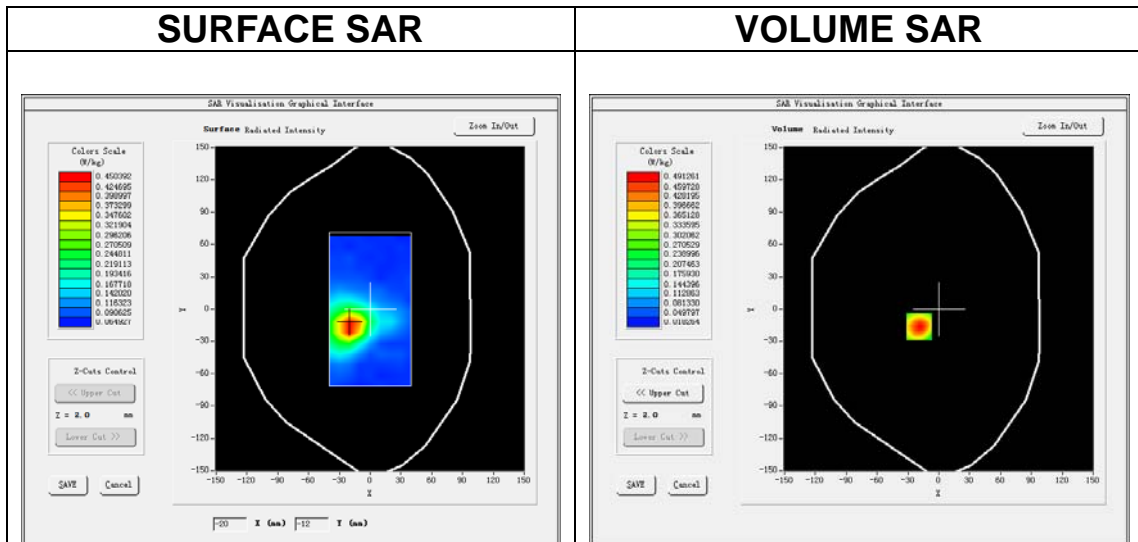 SURFACE SAR
VOLUME SAR
SAR Visualisation Graphical Interface
Surface Radiated Intensity
Zoom In/Out
Colors Scale
(W/kg)
0.450392
0.424695
0.398997
0.373299
0.347602
0.321904
0.296206
0.270509
0.244811
0.219113
0.193416
0.167718
0.142020
0.116323
0.090625
0.064927
Z-Cuts Control
<< Upper Cut
Z = 2.0 mm
Lower Cut >>
SAVE
Cancel
150
120
90
60
30
0
-30
-60
-90
-120
-150
Y
-150 -120 -90 -60 -30 0 30 60 90 120 150
X
-20 X (mm) -12 Y (mm)
SAR Visualisation Graphical Interface
Volume Radiated Intensity
Zoom In/Out
Colors Scale
(W/kg)
0.491261
0.459728
0.428195
0.396662
0.365128
0.333595
0.302062
0.270529
0.238996
0.207463
0.175930
0.144396
0.112863
0.081330
0.049797
0.018264
Z-Cuts Control
<< Upper Cut
Z = 2.0 mm
Lower Cut >>
SAVE
Cancel
150
120
90
60
30
0
-30
-60
-90
-120
-150
Y
-150 -120 -90 -60 -30 0 30 60 90 120 150
X